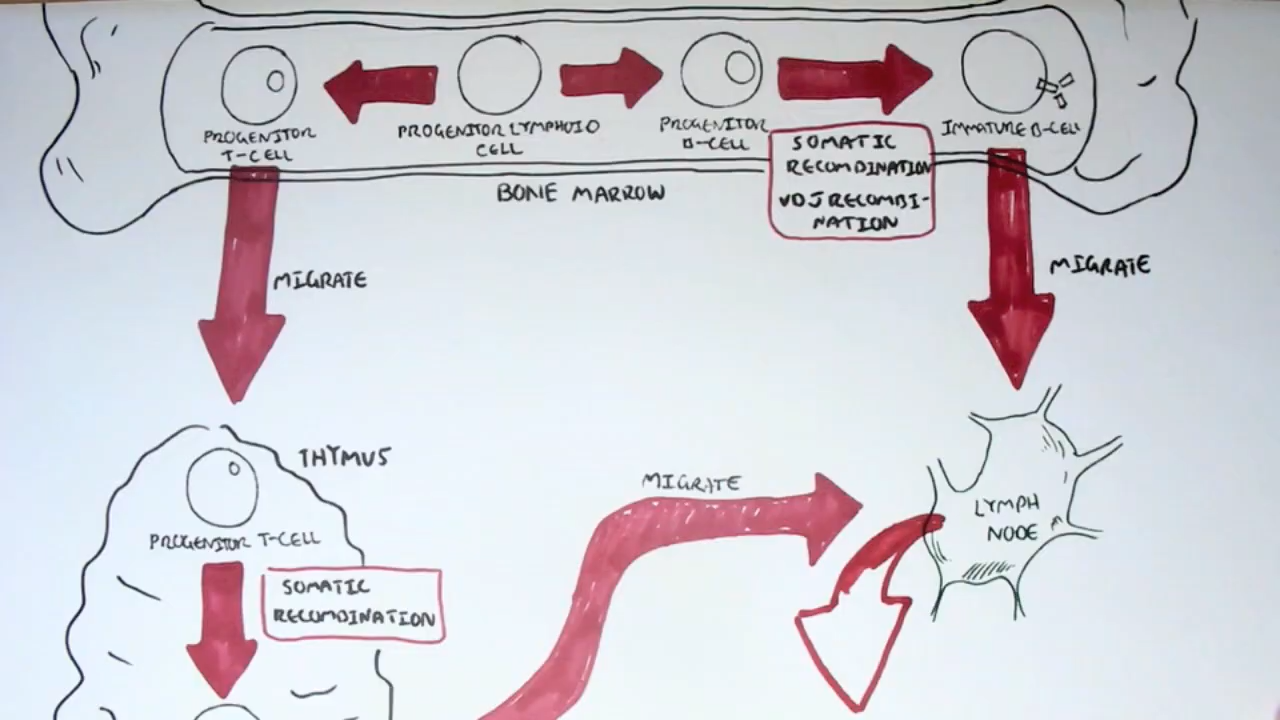 PROGENITOR
T-CELL
PROGENITOR LYMPHOID
CELL
PROGENITOR
B-CELL
IMMATURE B-CELL
SOMATIC
RECOMBINATION
VDJ RECOMBI-
NATION
BONE MARROW
MIGRATE
MIGRATE
THYMUS
PROGENITOR T-CELL
SOMATIC
RECOMBINATION
MIGRATE
LYMPH
NODE